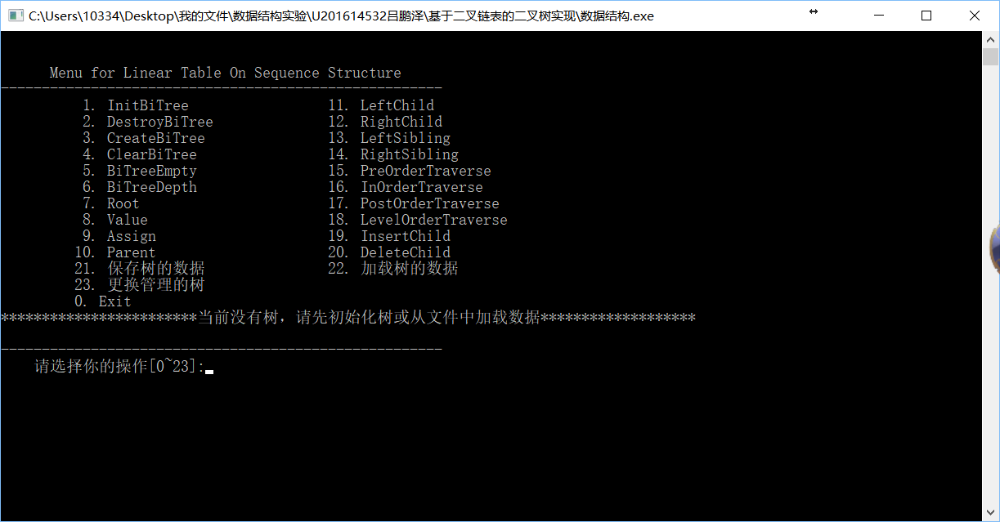 C:\Users\10334\Desktop\我的文件\数据结构实验\U201614532吕鹏泽\基于二叉链表的二叉树实现\数据结构.exe
Menu for Linear Table On Sequence Structure
------------------------------------------------------
1. InitBiTree 11. LeftChild
2. DestroyBiTree 12. RightChild
3. CreateBiTree 13. LeftSibling
4. ClearBiTree 14. RightSibling
5. BiTreeEmpty 15. PreOrderTraverse
6. BiTreeDepth 16. InOrderTraverse
7. Root 17. PostOrderTraverse
8. Value 18. LevelOrderTraverse
9. Assign 19. InsertChild
10. Parent 20. DeleteChild
21. 保存树的数据 22. 加载树的数据
23. 更换管理的树
0. Exit
************************当前没有树，请先初始化树或从文件中加载数据*******************
------------------------------------------------------
请选择你的操作[0~23]: